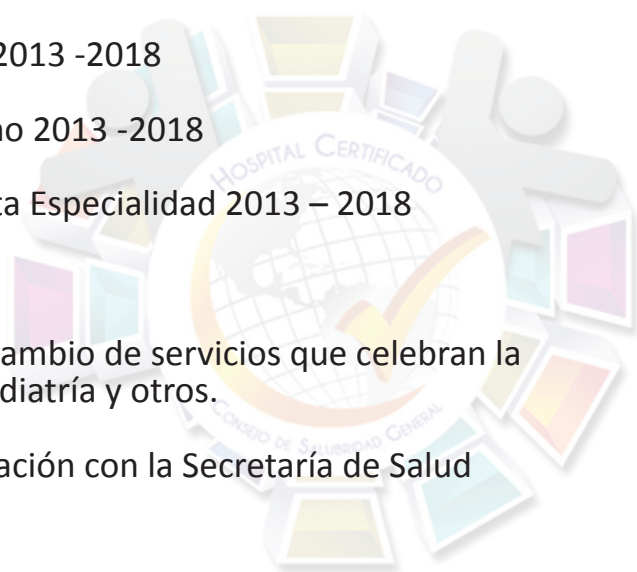 2013 -2018
no 2013 -2018
ta Especialidad 2013 – 2018
HOSPITAL CERTIFICADO
ambio de servicios que celebran la
diatría y otros.
CONSEJO DE SALUBRIDAD GENERAL
ación con la Secretaría de Salud